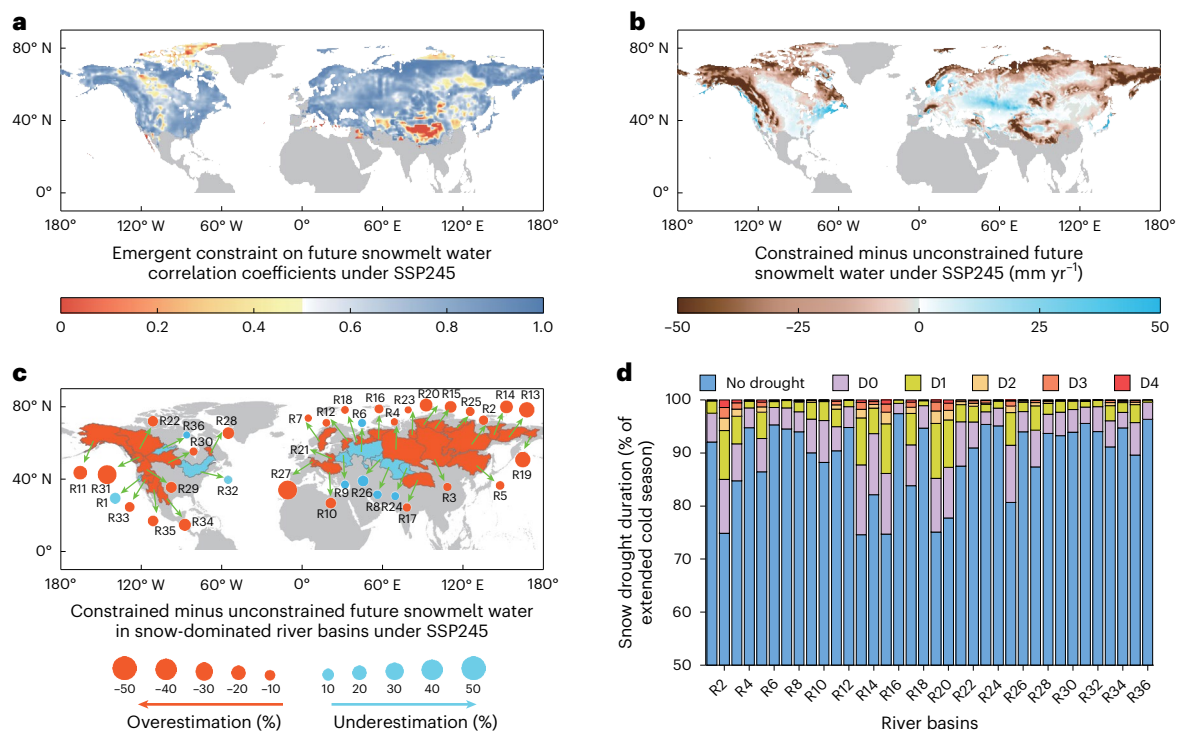 a
80° N
40° N
0°
180°
120° W
60° W
0°
60° E
120° E
180°
Emergent constraint on future snowmelt water
correlation coefficients under SSP245
0
0.2
0.4
0.6
0.8
1.0
b
80° N
40° N
0°
180°
120° W
60° W
0°
60° E
120° E
180°
Constrained minus unconstrained future
snowmelt water under SSP245 (mm yr⁻¹)
−50
−25
0
25
50
c
80° N
40° N
0°
R22
R36
R28
R30
R11
R31
R1
R29
R32
R33
R35
R34
R7
R12
R18
R6
R16
R4
R23
R20
R15
R25
R2
R14
R13
R21
R27
R10
R9
R26
R8
R24
R17
R3
R5
R19
180°
120° W
60° W
0°
60° E
120° E
180°
Constrained minus unconstrained future snowmelt water
in snow-dominated river basins under SSP245
−50
−40
−30
−20
−10
10
20
30
40
50
Overestimation (%)
Underestimation (%)
d
No drought
D0
D1
D2
D3
D4
Snow drought duration (% of
extended cold season)
100
90
80
70
60
50
R2
R4
R6
R8
R10
R12
R14
R16
R18
R20
R22
R24
R26
R28
R30
R32
R34
R36
River basins